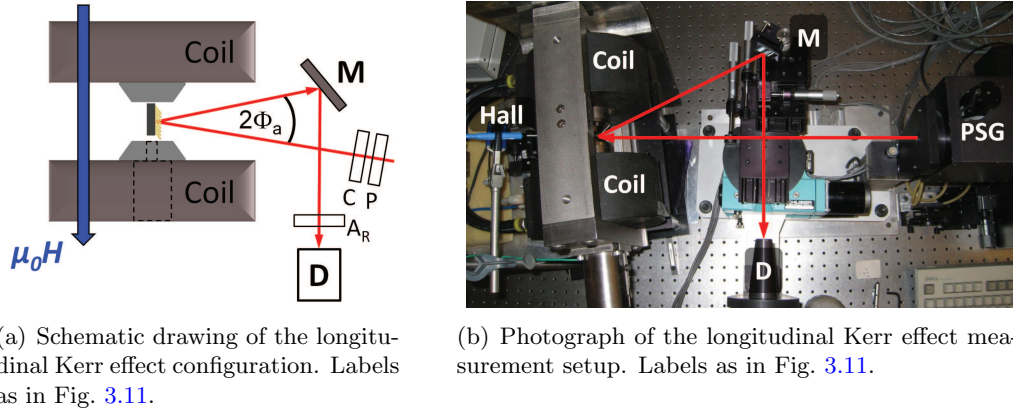 Coil
M
2Φa
C P
Coil
AR
D
μ0H
Coil
M
Hall
PSG
Coil
D
(a) Schematic drawing of the longitu-
dinal Kerr effect configuration. Labels
as in Fig. 3.11.
(b) Photograph of the longitudinal Kerr effect mea-
surement setup. Labels as in Fig. 3.11.